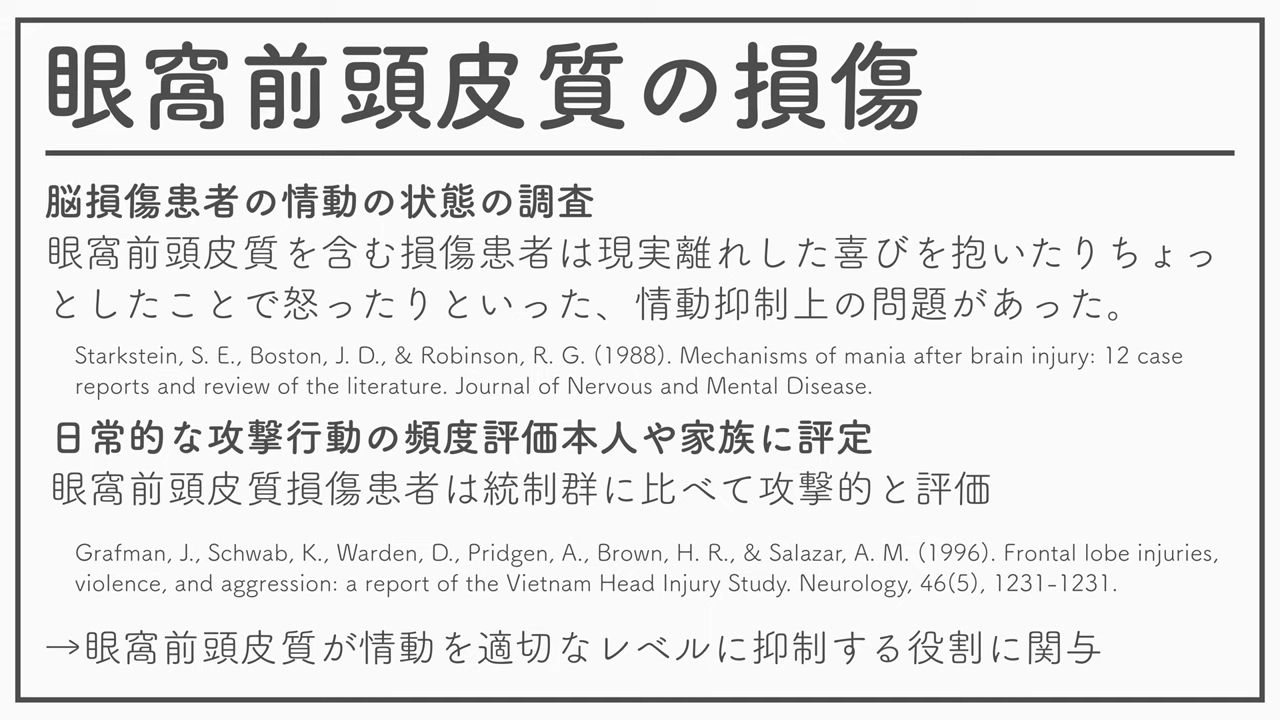 眼窩前頭皮質の損傷
脳損傷患者の情動の状態の調査
眼窩前頭皮質を含む損傷患者は現実離れした喜びを抱いたりちょっ
としたことで怒ったりといった、情動抑制上の問題があった。
Starkstein, S. E., Boston, J. D., & Robinson, R. G. (1988). Mechanisms of mania after brain injury: 12 case
reports and review of the literature. Journal of Nervous and Mental Disease.
日常的な攻撃行動の頻度評価本人や家族に評定
眼窩前頭皮質損傷患者は統制群に比べて攻撃的と評価
Grafman, J., Schwab, K., Warden, D., Pridgen, A., Brown, H. R., & Salazar, A. M. (1996). Frontal lobe injuries,
violence, and aggression: a report of the Vietnam Head Injury Study. Neurology, 46(5), 1231-1231.
→眼窩前頭皮質が情動を適切なレベルに抑制する役割に関与